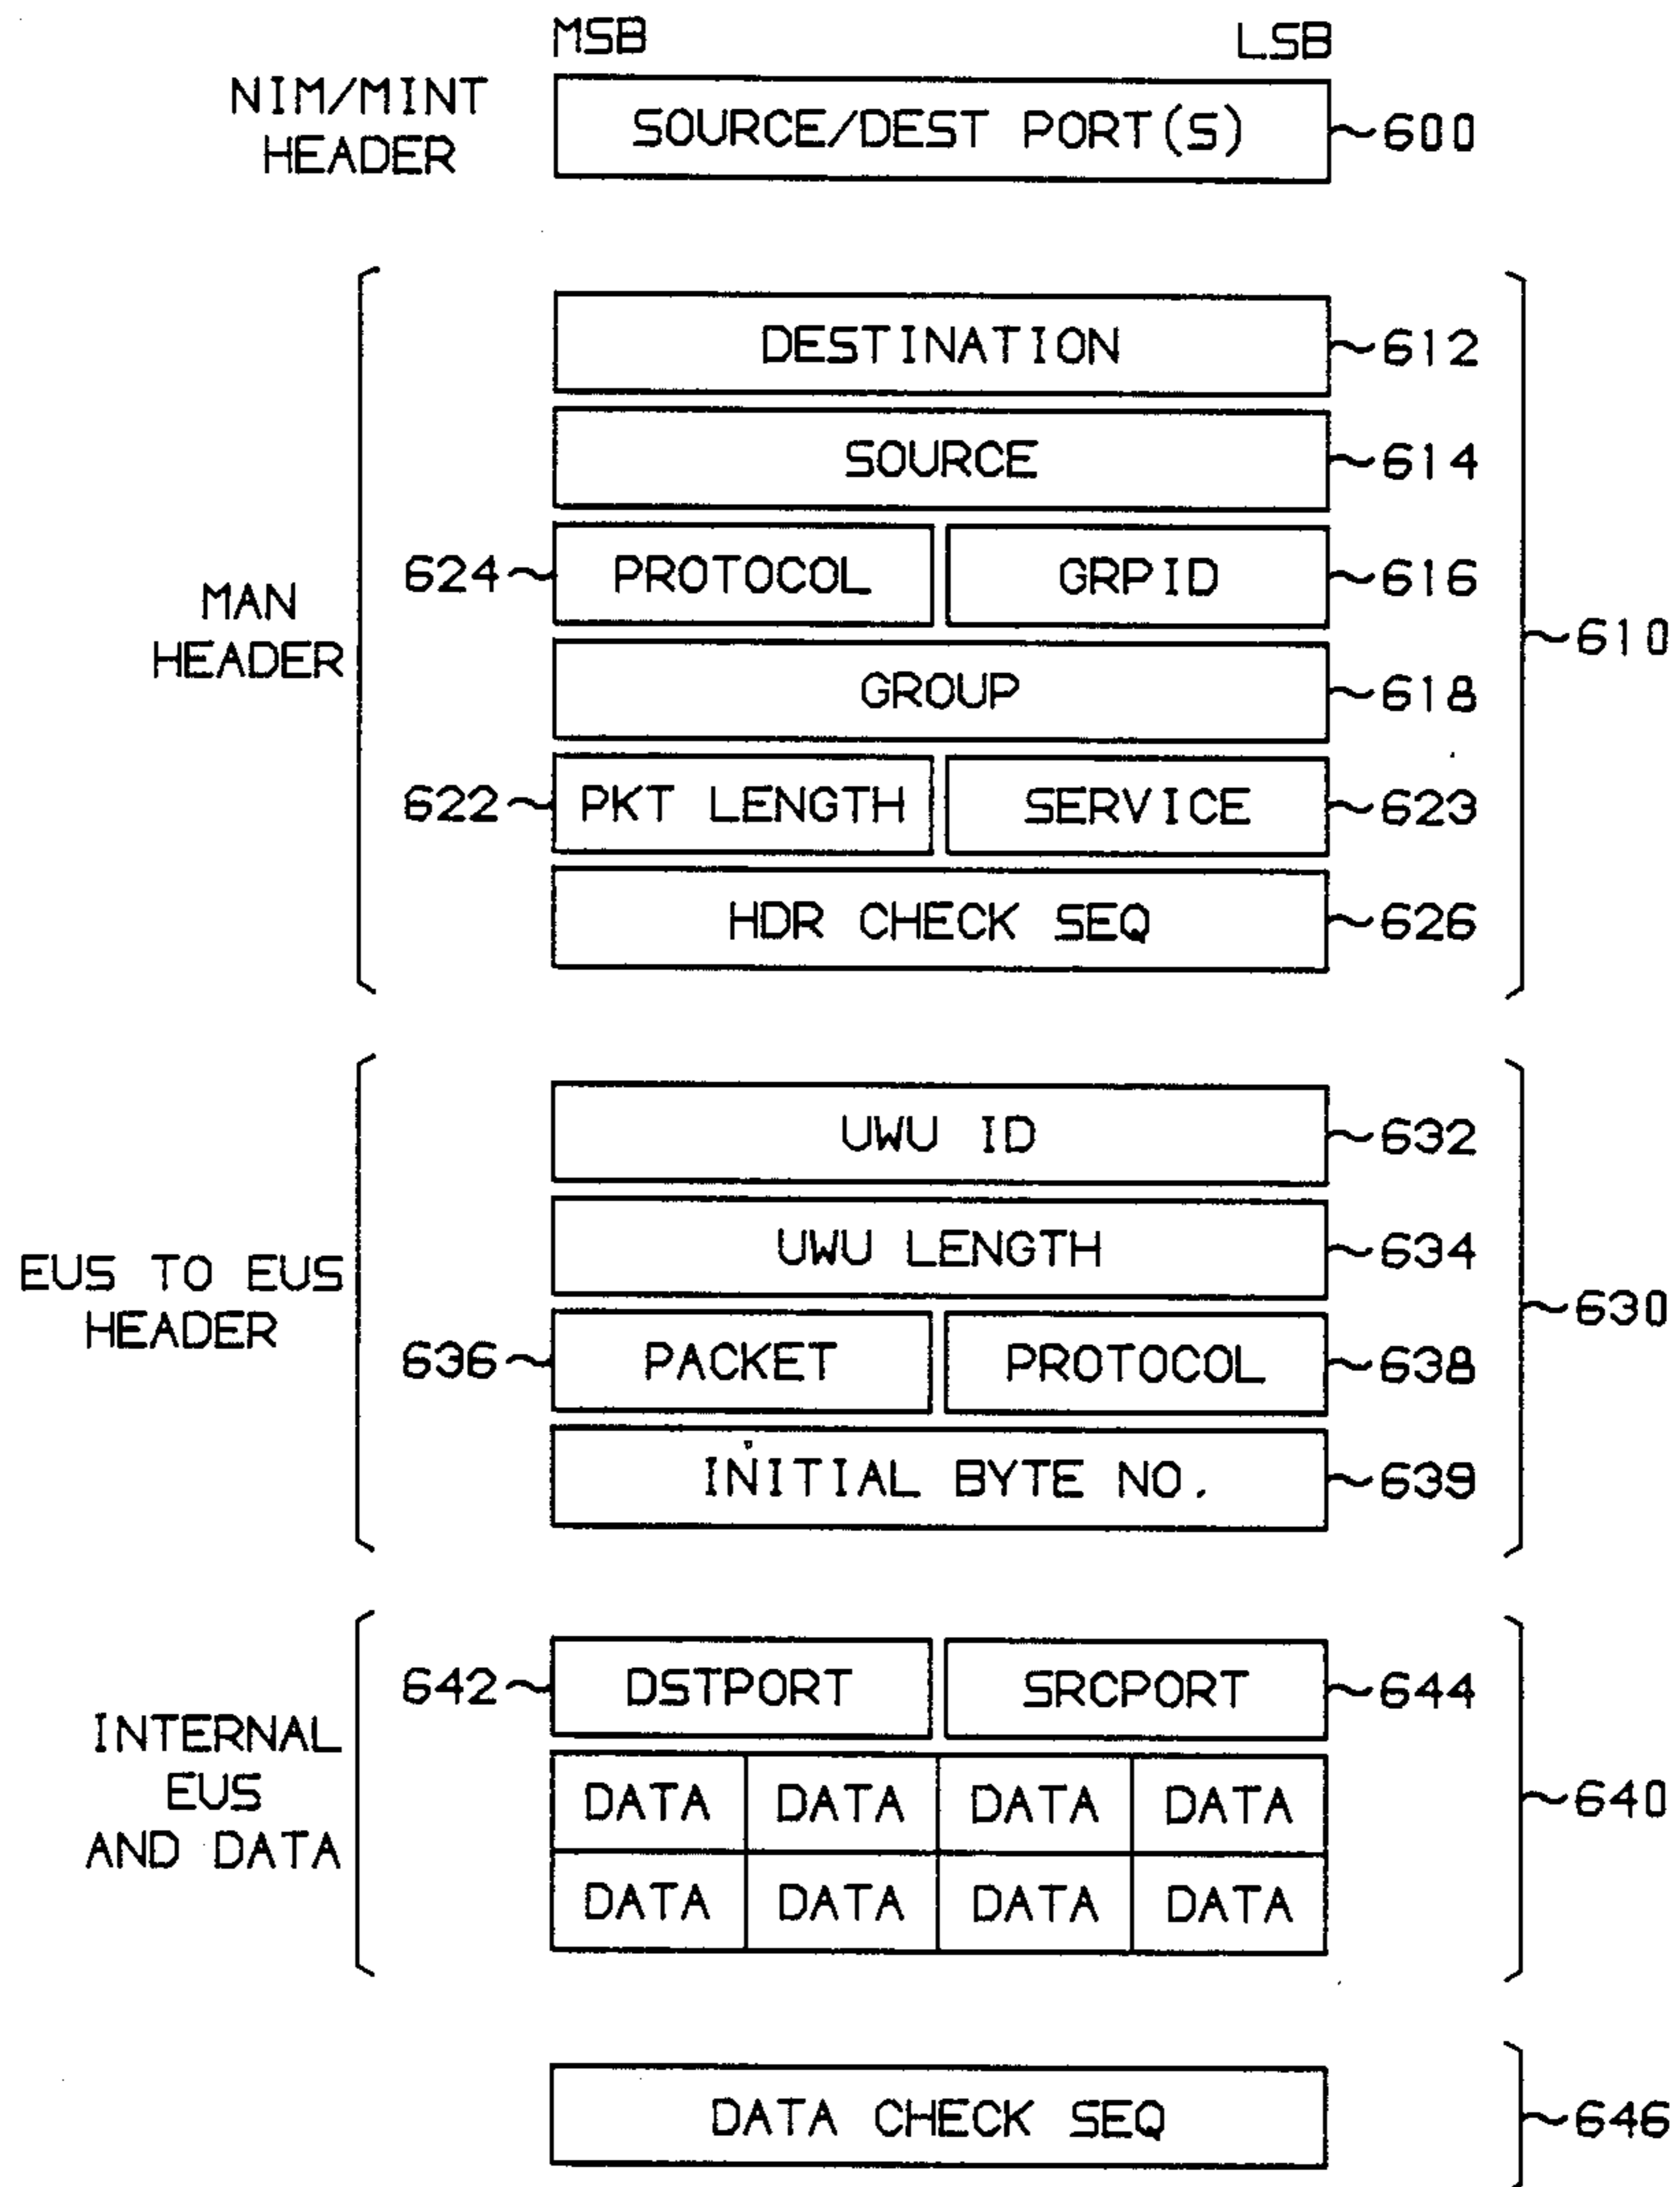 MSB LSB
NIM/MINT
HEADER
SOURCE/DEST PORT(S) 600
MAN
HEADER
DESTINATION 612
SOURCE 614
624 PROTOCOL GRPID 616
GROUP 618
622 PKT LENGTH SERVICE 623
HDR CHECK SEQ 626
610
EUS TO EUS
HEADER
UWU ID 632
UWU LENGTH 634
636 PACKET PROTOCOL 638
INITIAL BYTE NO. 639
630
INTERNAL
EUS
AND DATA
642 DSTPORT SRCPORT 644
DATA DATA DATA DATA
DATA DATA DATA DATA
640
DATA CHECK SEQ 646